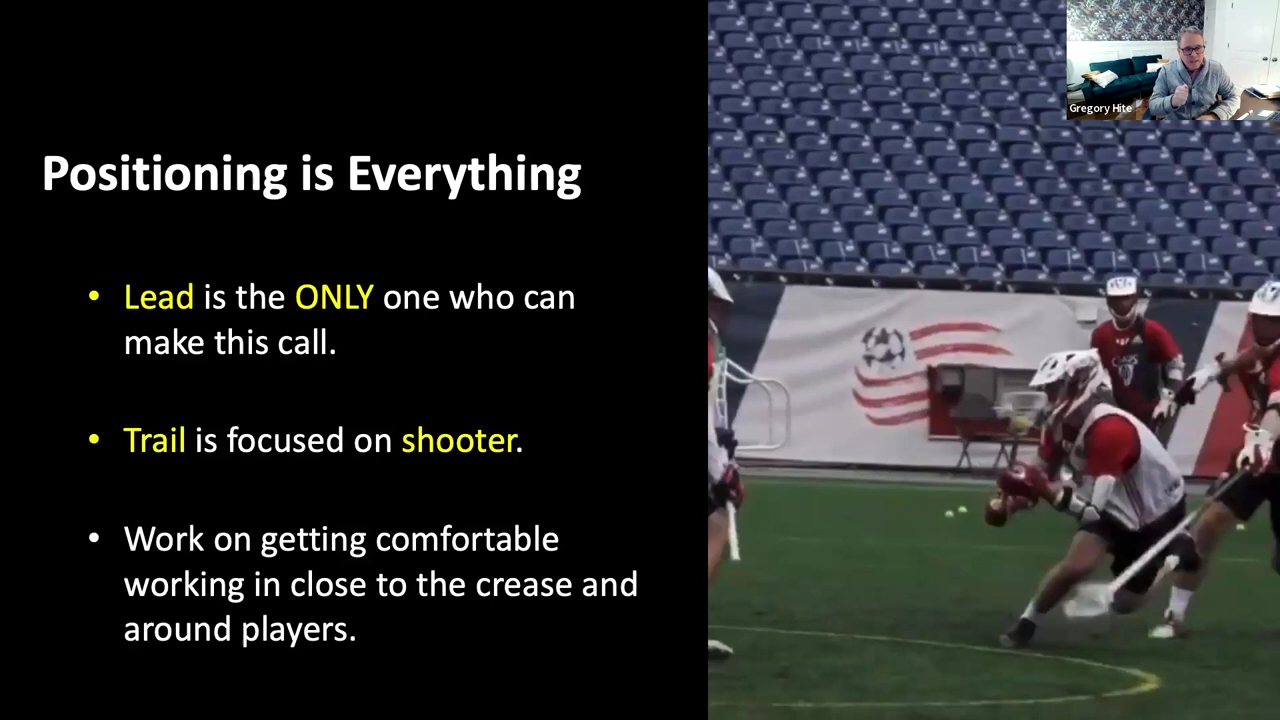 Gregory Hite
Positioning is Everything
• Lead is the ONLY one who can
make this call.
• Trail is focused on shooter.
• Work on getting comfortable
working in close to the crease and
around players.